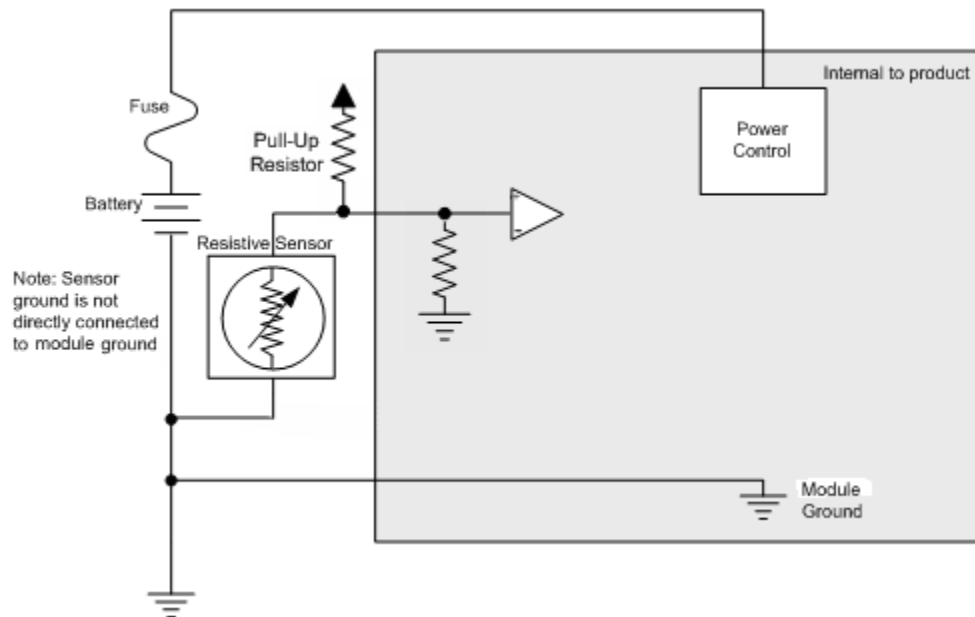 Internal to product
Fuse
Power
Control
Pull-Up
Resistor
Battery
Resistive Sensor
Note: Sensor
ground is not
directly connected
to module ground
Module
Ground